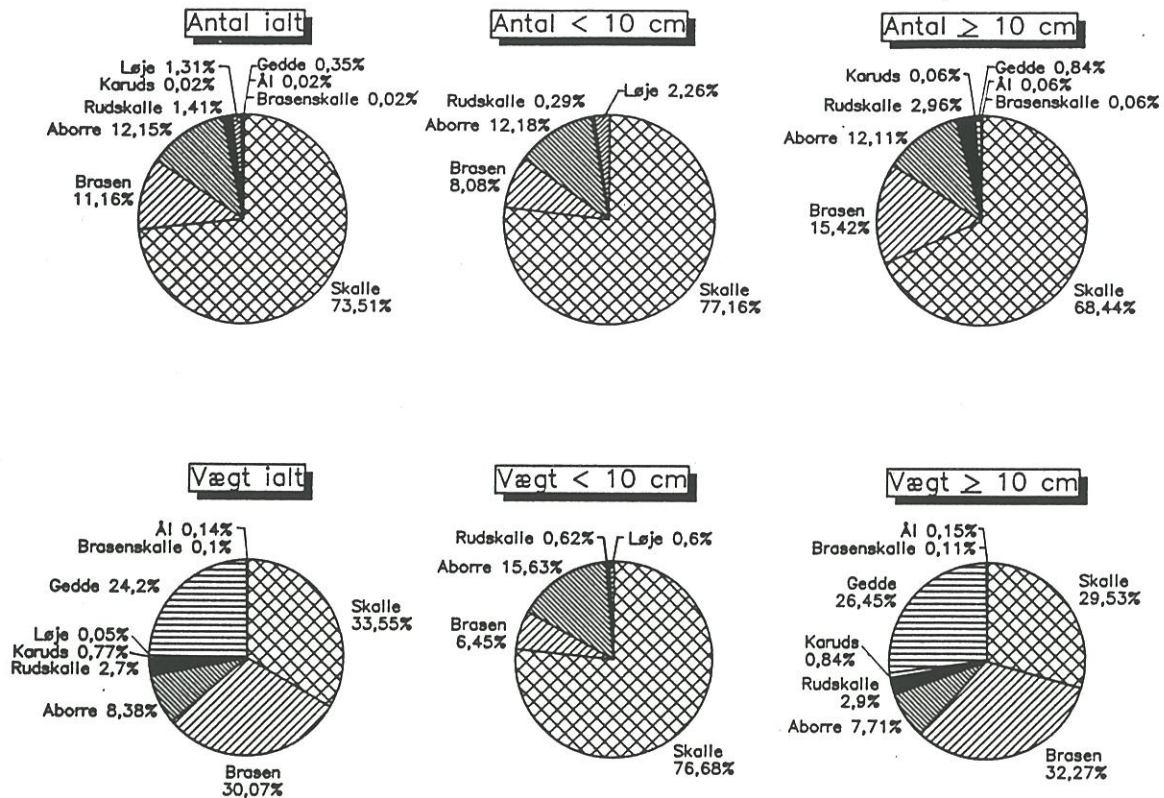 Antal ialt
Løje 1,31%
Karuds 0,02%
Rudskalle 1,41%
Aborre 12,15%
Brasen
11,16%
Gedde 0,35%
Ål 0,02%
Brasenskalle 0,02%
Skalle
73,51%
Antal < 10 cm
Rudskalle 0,29%
Aborre 12,18%
Brasen
8,08%
Løje 2,26%
Skalle
77,16%
Antal ≥ 10 cm
Karuds 0,06%
Rudskalle 2,96%
Aborre 12,11%
Brasen
15,42%
Gedde 0,84%
Ål 0,06%
Brasenskalle 0,06%
Skalle
68,44%
Vægt ialt
Ål 0,14%
Brasenskalle 0,1%
Gedde 24,2%
Løje 0,05%
Karuds 0,77%
Rudskalle 2,7%
Aborre 8,38%
Brasen
30,07%
Skalle
33,55%
Vægt < 10 cm
Rudskalle 0,62%
Aborre 15,63%
Brasen
6,45%
Løje 0,6%
Skalle
76,68%
Vægt ≥ 10 cm
Ål 0,15%
Brasenskalle 0,11%
Gedde
26,45%
Karuds
0,84%
Rudskalle
2,9%
Aborre 7,71%
Brasen
32,27%
Skalle
29,53%